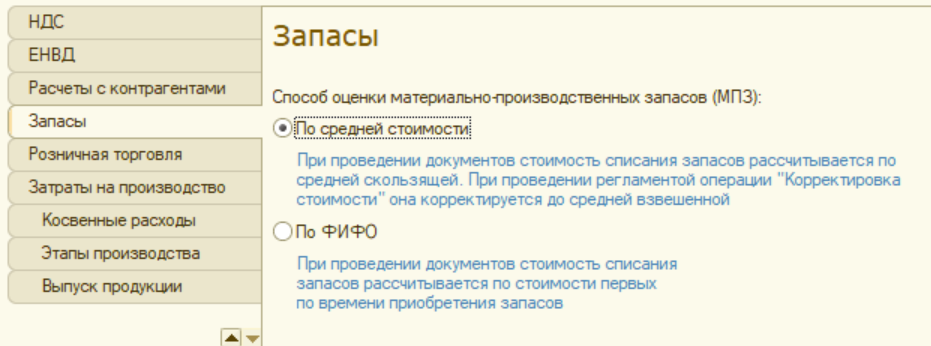 НДС
ЕНВД
Расчеты с контрагентами
Запасы
Розничная торговля
Затраты на производство
Косвенные расходы
Этапы производства
Выпуск продукции
Запасы
Способ оценки материально-производственных запасов (МПЗ):
По средней стоимости
При проведении документов стоимость списания запасов рассчитывается по
средней скользящей. При проведении регламентой операции "Корректировка
стоимости" она корректируется до средней взвешенной
По ФИФО
При проведении документов стоимость списания
запасов рассчитывается по стоимости первых
по времени приобретения запасов